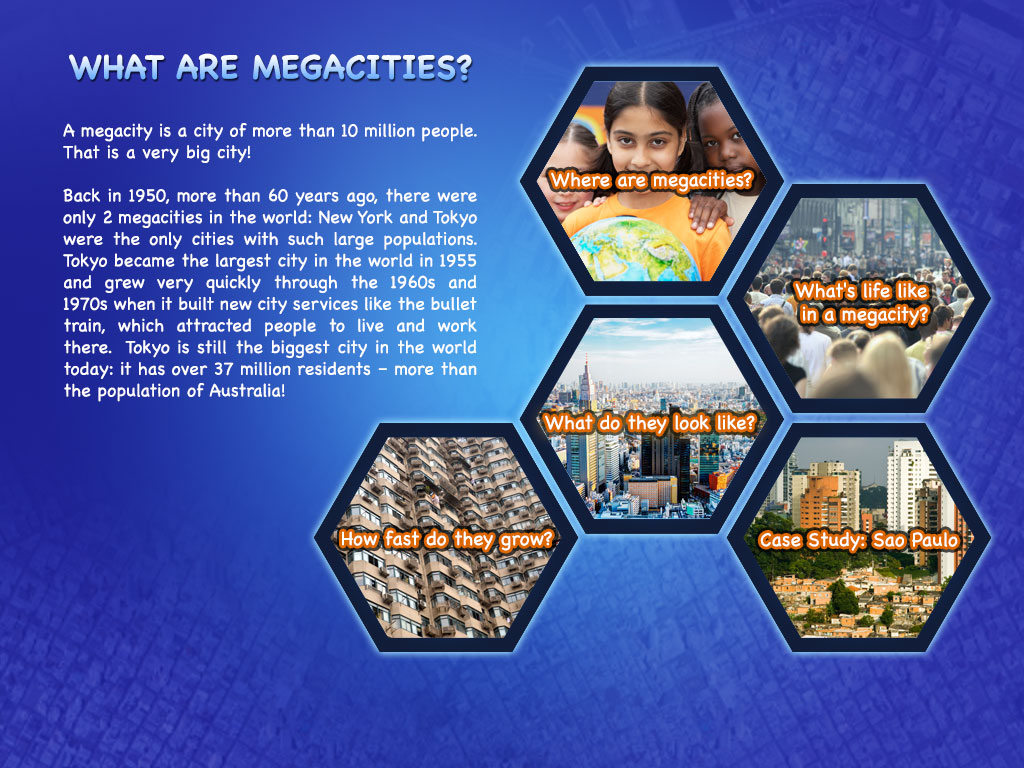 WHAT ARE MEGACITIES?
A megacity is a city of more than 10 million people.
That is a very big city!
Back in 1950, more than 60 years ago, there were
only 2 megacities in the world: New York and Tokyo
were the only cities with such large populations.
Tokyo became the largest city in the world in 1955
and grew very quickly through the 1960s and
1970s when it built new city services like the bullet
train, which attracted people to live and work
there. Tokyo is still the biggest city in the world
today: it has over 37 million residents – more than
the population of Australia!
Where are megacities?
What's life like
in a megacity?
What do they look like?
How fast do they grow?
Case Study: Sao Paulo